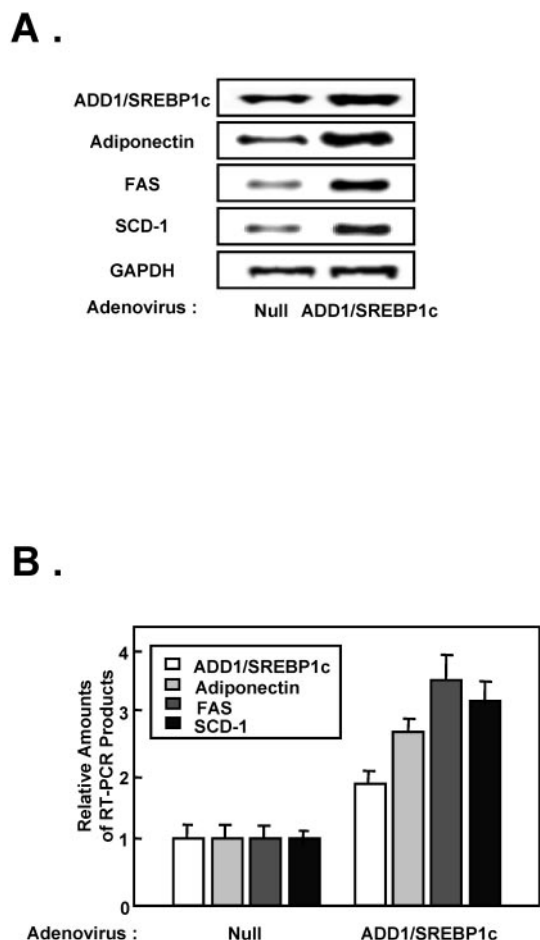 A .
ADD1/SREBP1c
Adiponectin
FAS
SCD-1
GAPDH
Adenovirus : Null ADD1/SREBP1c
B .
Relative Amounts
of RT-PCR Products
4
3
2
1
0
ADD1/SREBP1c
Adiponectin
FAS
SCD-1
Adenovirus : Null ADD1/SREBP1c